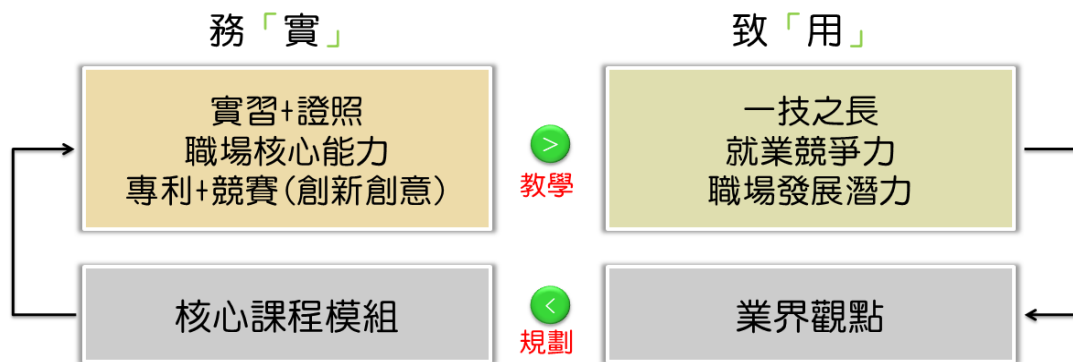 務「實」
致「用」
實習+證照
職場核心能力
專利+競賽(創新創意)
>
教學
一技之長
就業競爭力
職場發展潛力
核心課程模組
<
規劃
業界觀點